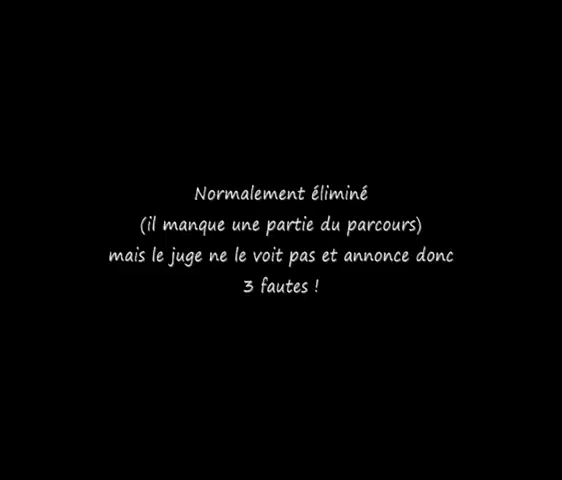 Normalement éliminé
(il manque une partie du parcours)
mais le juge ne le voit pas et annonce donc
3 fautes !